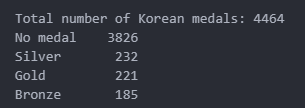 Total number of Korean medals: 4464
No medal    3826
Silver       232
Gold         221
Bronze       185